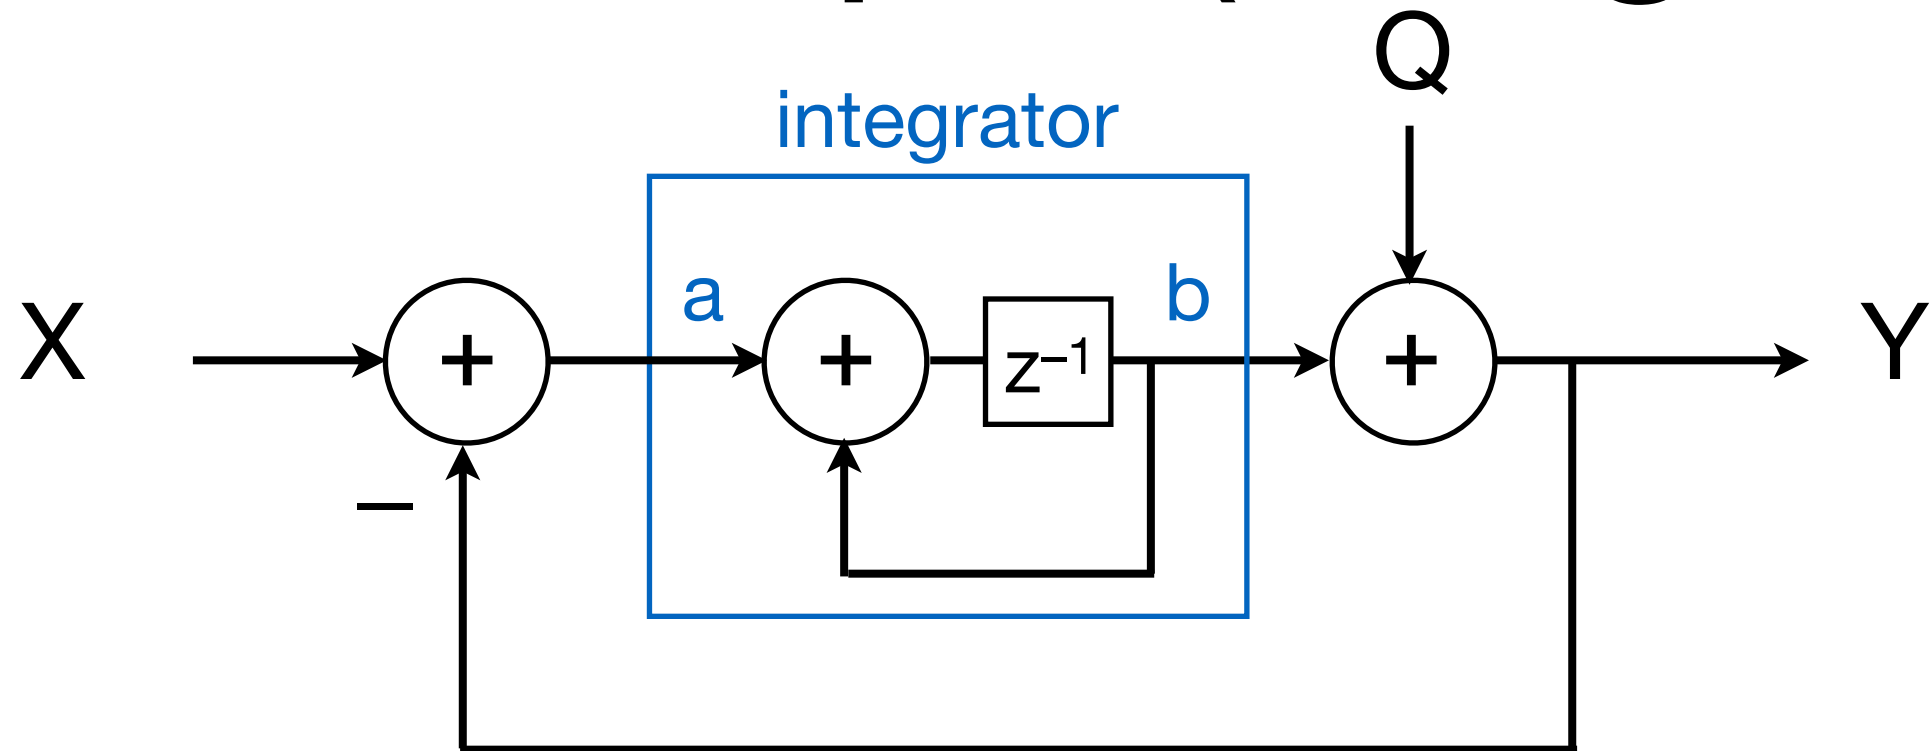 Q
integrator
X
+
a
+
z⁻¹
b
+
Y
−